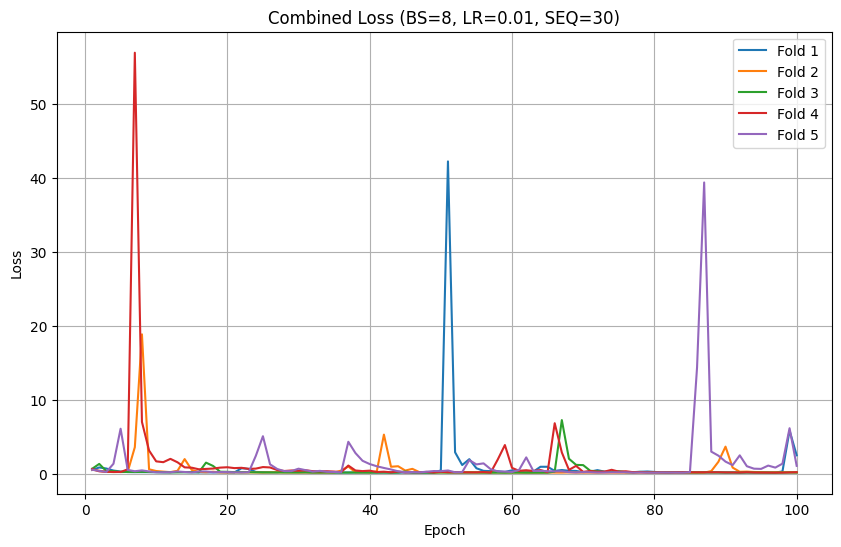 Combined Loss (BS=8, LR=0.01, SEQ=30)
Fold 1
Fold 2
Fold 3
Fold 4
Fold 5
Loss
50
40
30
20
10
0
0 20 40 60 80 100
Epoch